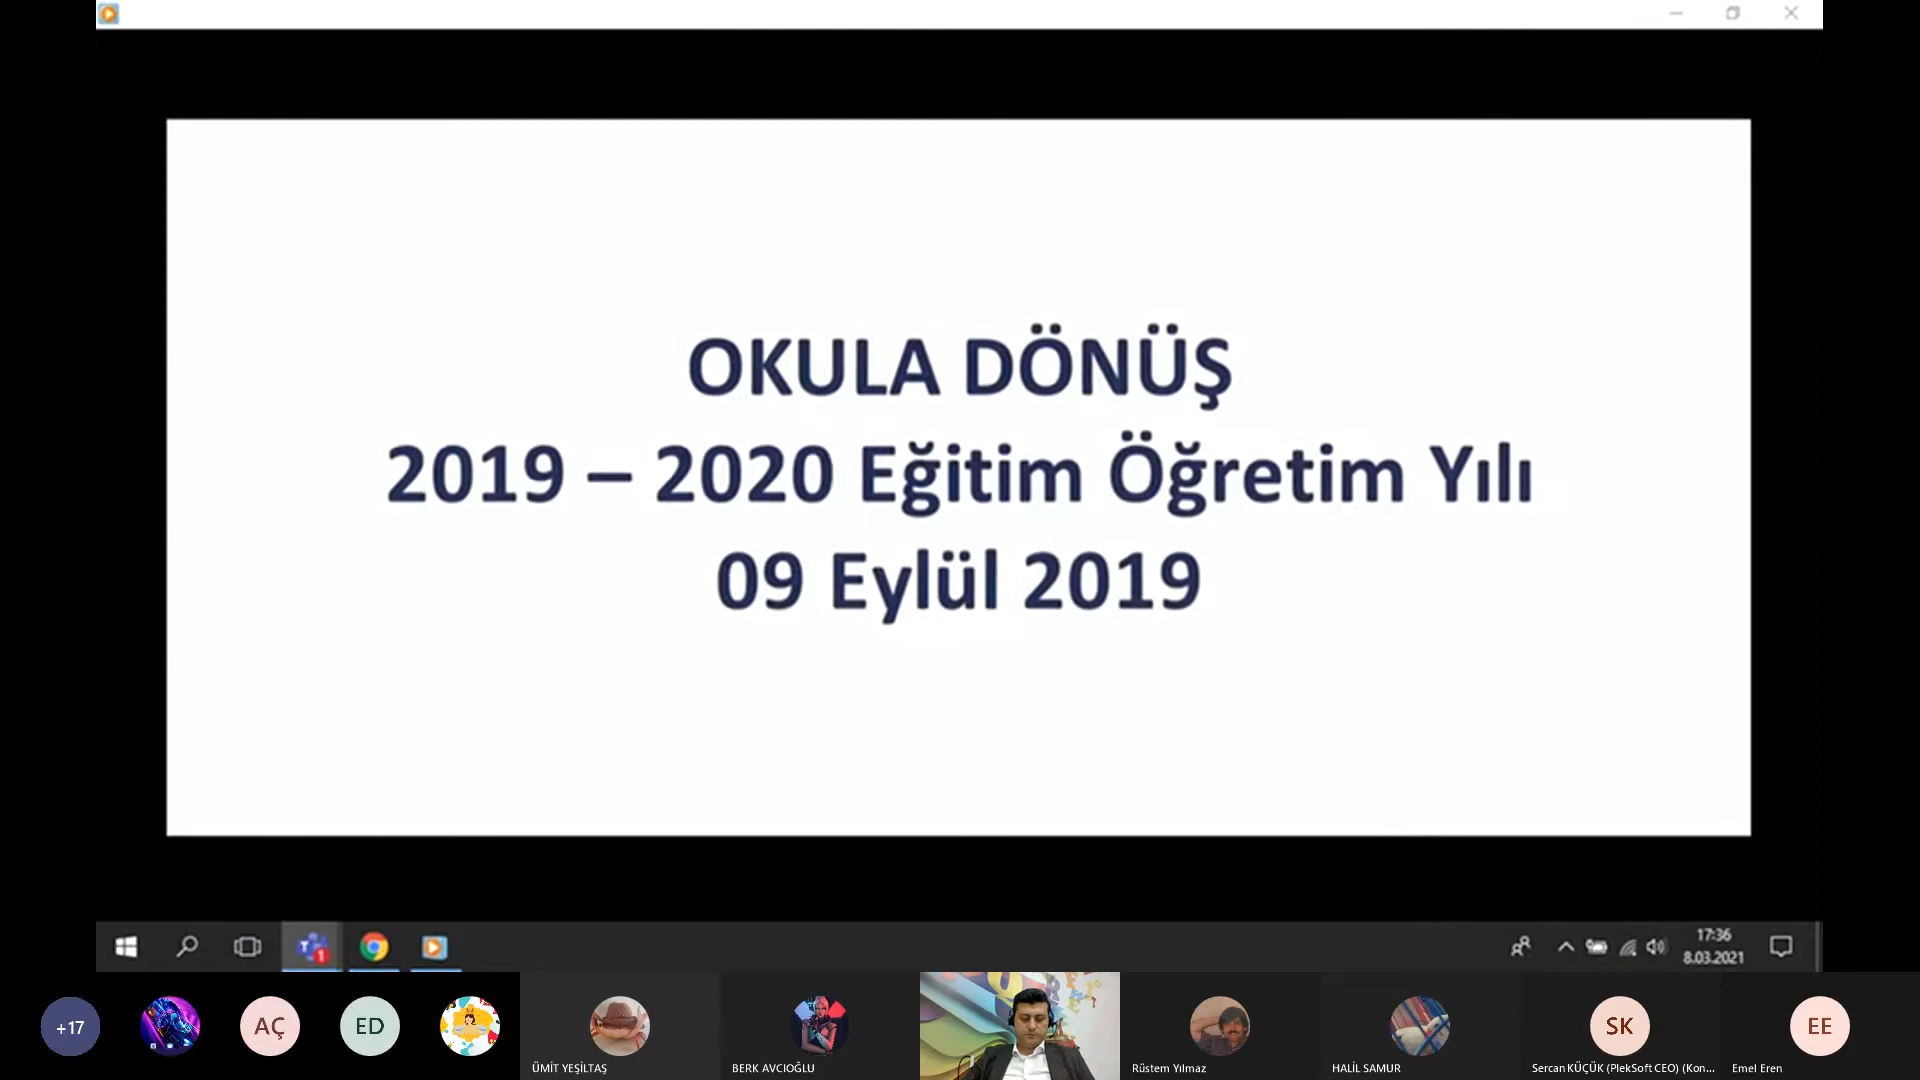 OKULA DÖNÜŞ
2019 – 2020 Eğitim Öğretim Yılı
09 Eylül 2019
17:36
8.03.2021
+17
AÇ
ED
ÜMİT YEŞİLTAŞ
BERK AVCIOĞLU
Rüstem Yılmaz
HALİL SAMUR
SK
Sercan KÜÇÜK (PlekSoft CEO) (Kon...
EE
Emel Eren